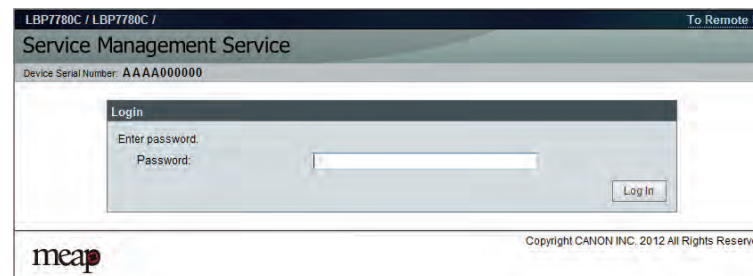 LBP7780C / LBP7780C /
To Remote
Service Management Service
Device Serial Number: AAAA000000
Login
Enter password.
Password:
Log In
Copyright CANON INC. 2012 All Rights Reserve
meap